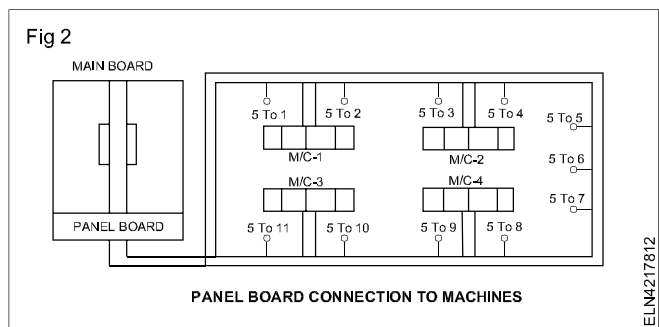 Fig 2
MAIN BOARD
PANEL BOARD
5 To 1
5 To 2
5 To 3
5 To 4
5 To 5
M/C-1
M/C-2
5 To 6
M/C-3
M/C-4
5 To 7
5 To 11
5 To 10
5 To 9
5 To 8
PANEL BOARD CONNECTION TO MACHINES
ELN4217812